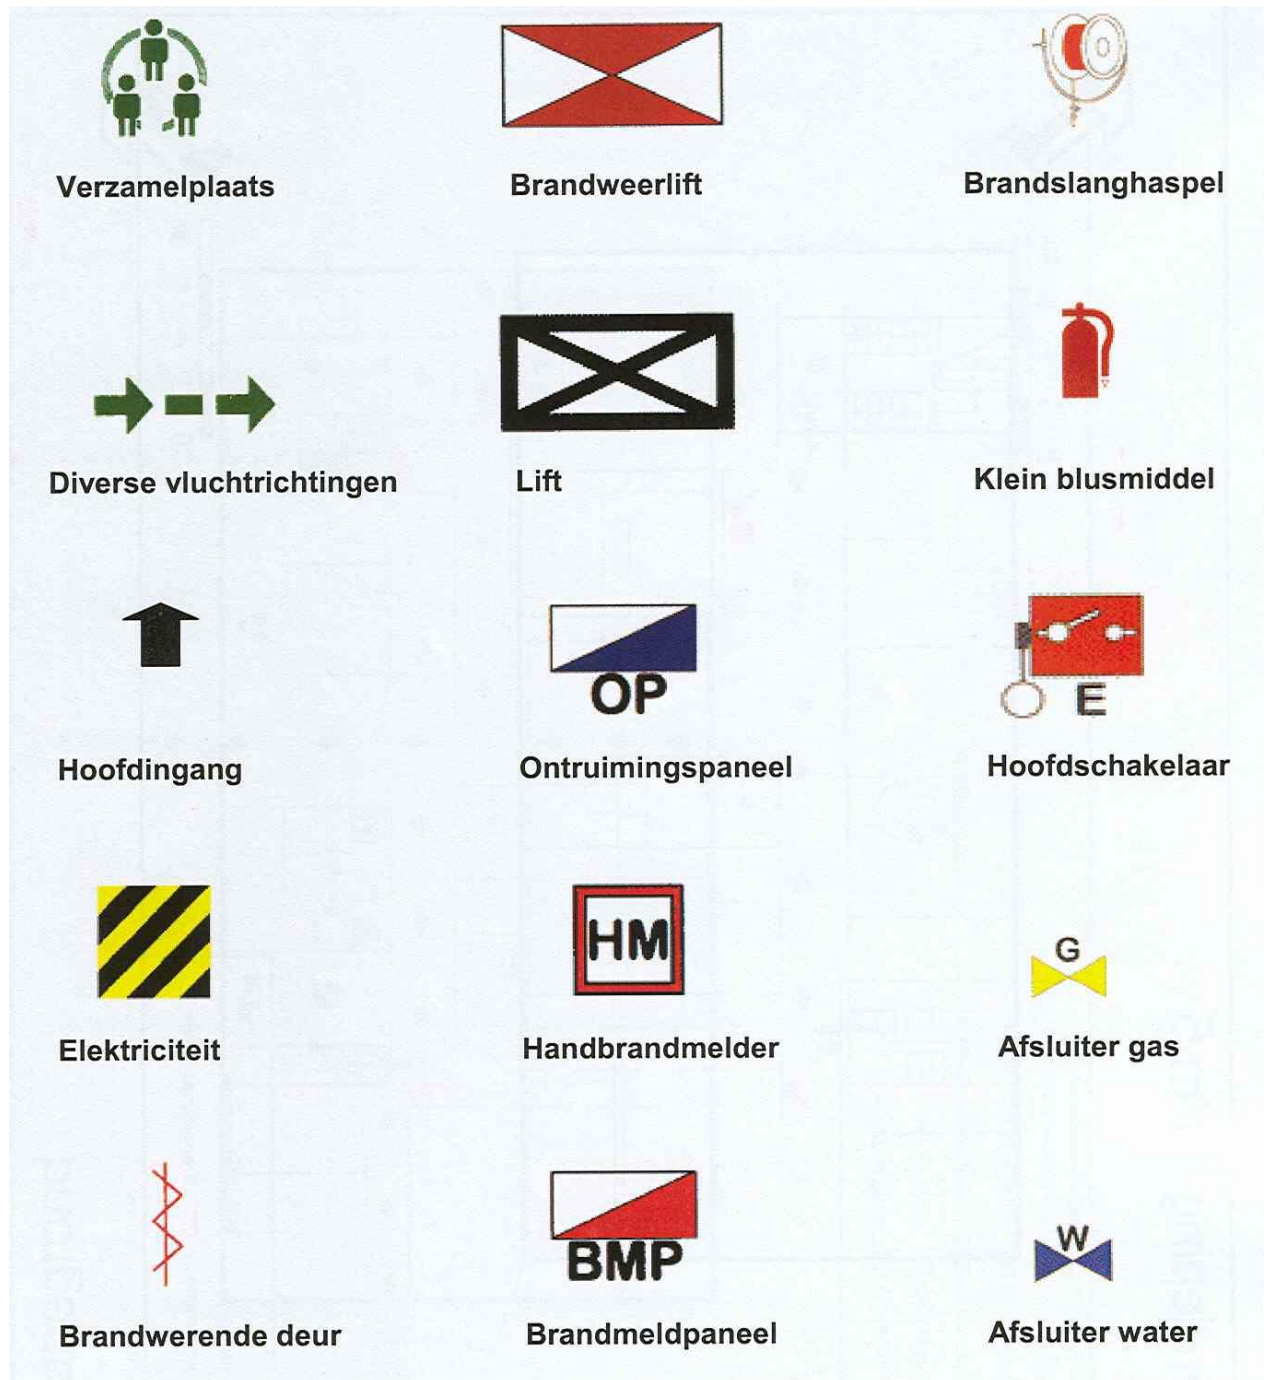 Verzamelplaats
Brandweerlift
Brandslanghaspel
Diverse vluchtrichtingen
Lift
Klein blusmiddel
OP
E
Hoofdingang
Ontruimingspaneel
Hoofdschakelaar
HM
G
Elektriciteit
Handbrandmelder
Afsluiter gas
BMP
W
Brandwerende deur
Brandmeldpaneel
Afsluiter water